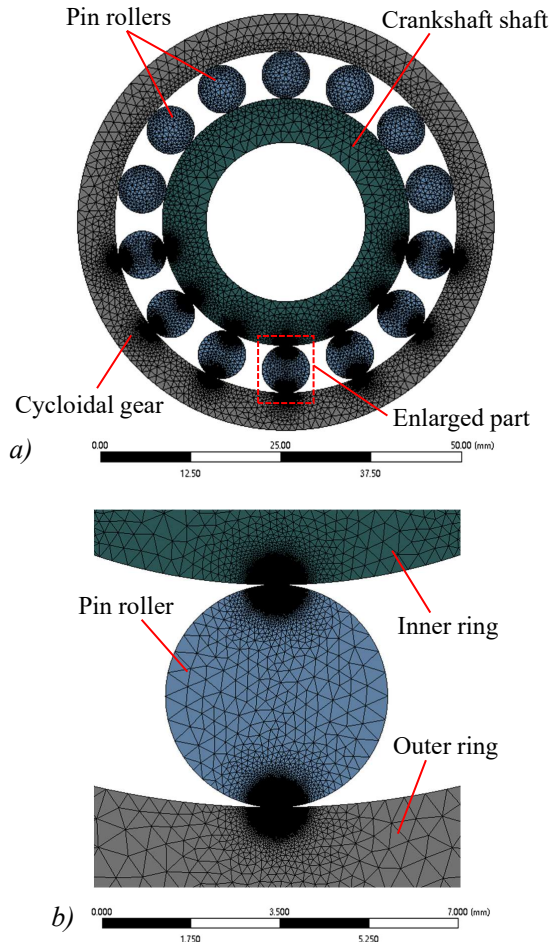 Pin rollers
Crankshaft shaft
Cycloidal gear
Enlarged part
a)
0.00 25.00 50.00 (mm)
12.50 37.50
Pin roller
Inner ring
Outer ring
b)
0.000 3.500 7.000 (mm)
1.750 5.250